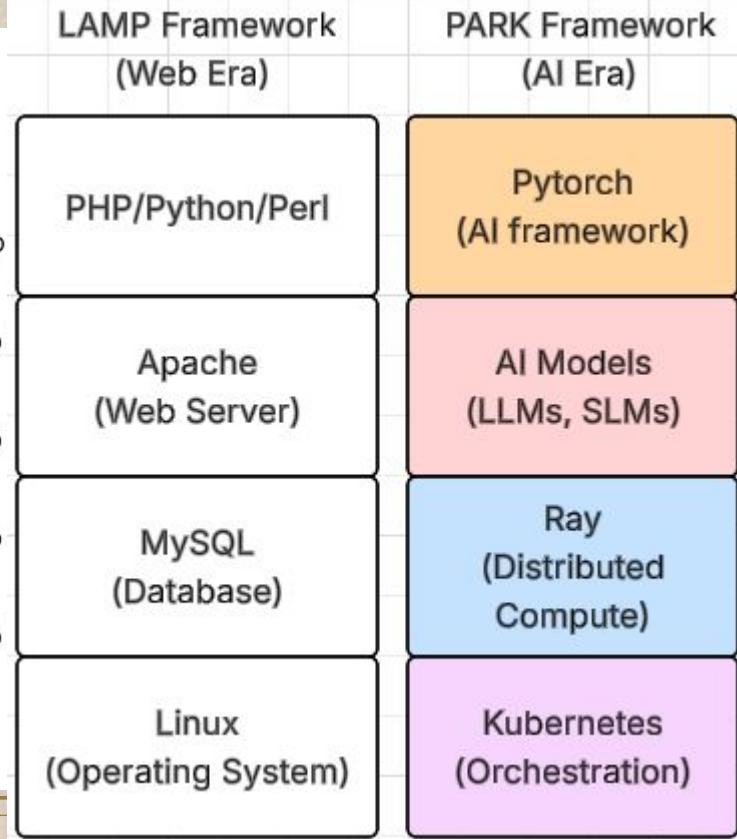 LAMP Framework
(Web Era)
PHP/Python/Perl
Apache
(Web Server)
MySQL
(Database)
Linux
(Operating System)
PARK Framework
(AI Era)
Pytorch
(AI framework)
AI Models
(LLMs, SLMs)
Ray
(Distributed
Compute)
Kubernetes
(Orchestration)